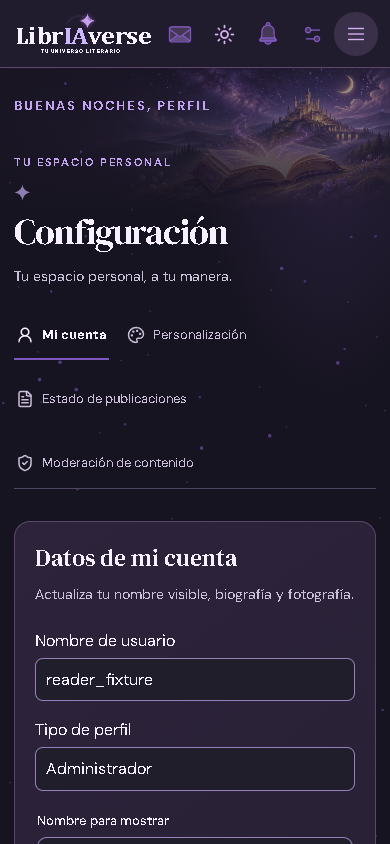 LibrIAverse
TU UNIVERSO LITERARIO
BUENAS NOCHES, PERFIL
TU ESPACIO PERSONAL
Configuración
Tu espacio personal, a tu manera.
Mi cuenta
Personalización
Estado de publicaciones
Moderación de contenido
Datos de mi cuenta
Actualiza tu nombre visible, biografía y fotografía.
Nombre de usuario
reader_fixture
Tipo de perfil
Administrador
Nombre para mostrar